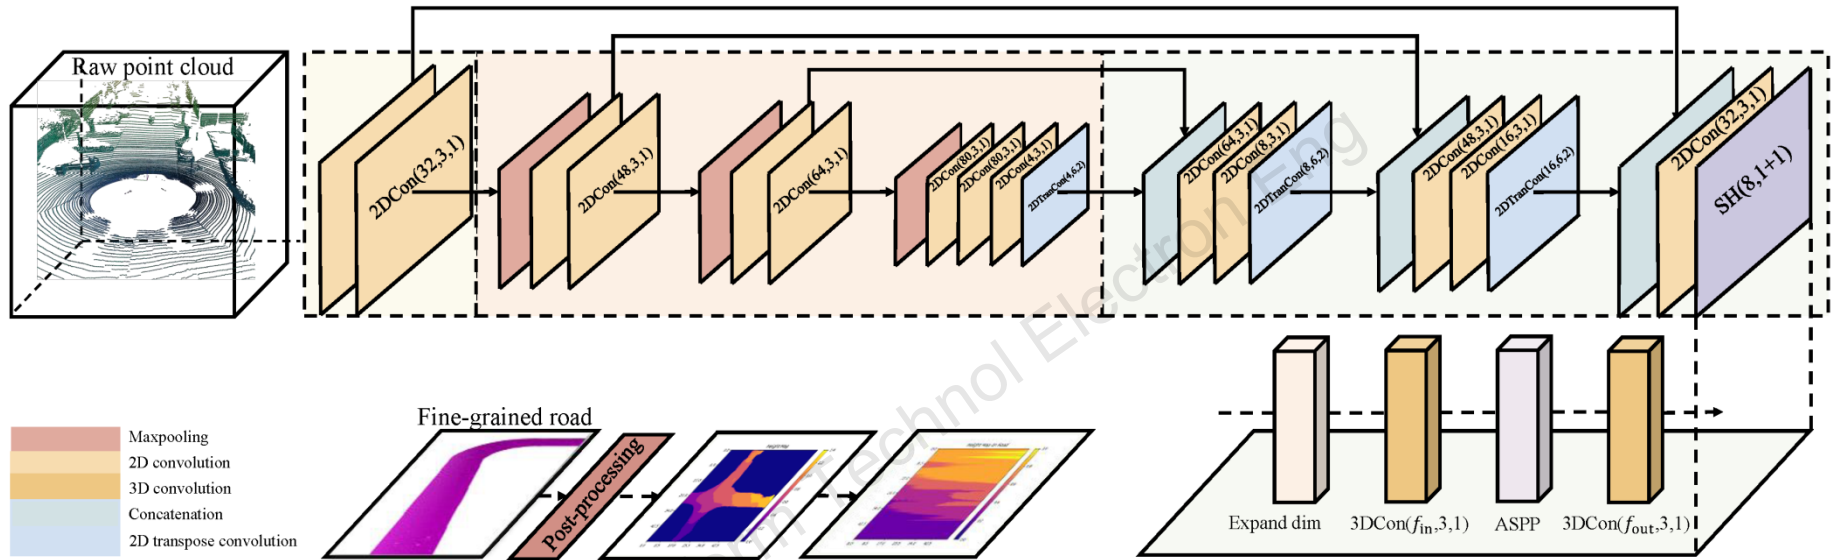 Raw point cloud
2DCon(32,3,1)
2DCon(48,3,1)
2DCon(64,3,1)
2DCon(80,3,1)
2DCon(80,3,1)
2DCon(4,3,1)
2DTranCon(4,6,2)
2DCon(64,3,1)
2DCon(8,3,1)
2DTranCon(8,6,2)
2DCon(48,3,1)
2DCon(16,3,1)
2DTranCon(16,6,2)
2DCon(32,3,1)
SH(8,1+1)
Technol Electron Eng
Maxpooling
2D convolution
3D convolution
Concatenation
2D transpose convolution
Fine-grained road
Post-processing
Expand dim
3DCon(fin,3,1)
ASPP
3DCon(fout,3,1)